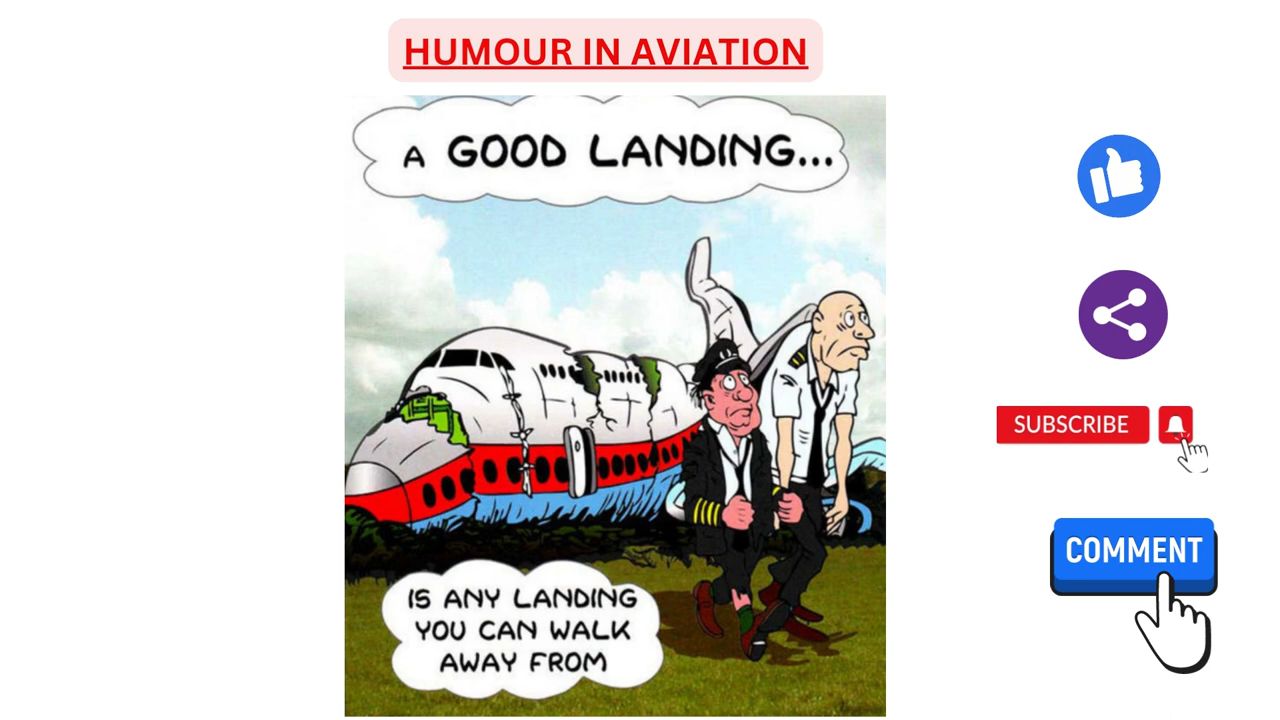 HUMOUR IN AVIATION
A GOOD LANDING...
IS ANY LANDING
YOU CAN WALK
AWAY FROM
SUBSCRIBE
COMMENT